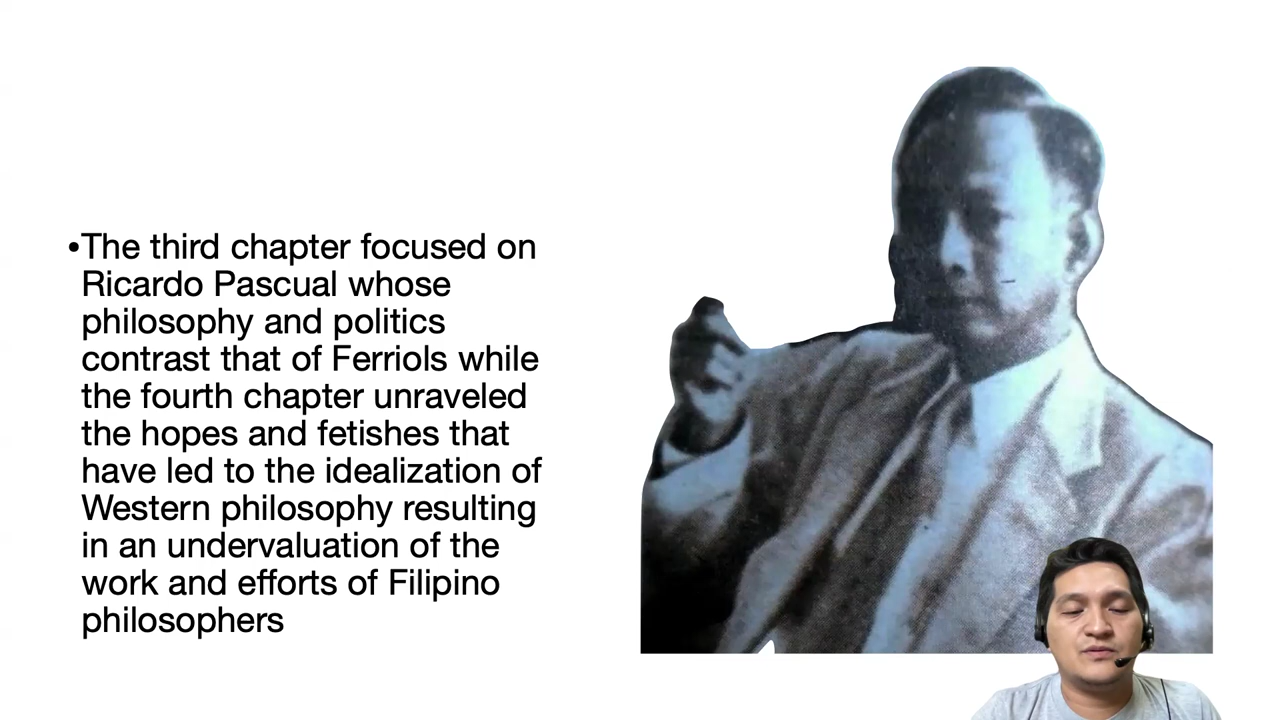 •The third chapter focused on
Ricardo Pascual whose
philosophy and politics
contrast that of Ferriols while
the fourth chapter unraveled
the hopes and fetishes that
have led to the idealization of
Western philosophy resulting
in an undervaluation of the
work and efforts of Filipino
philosophers